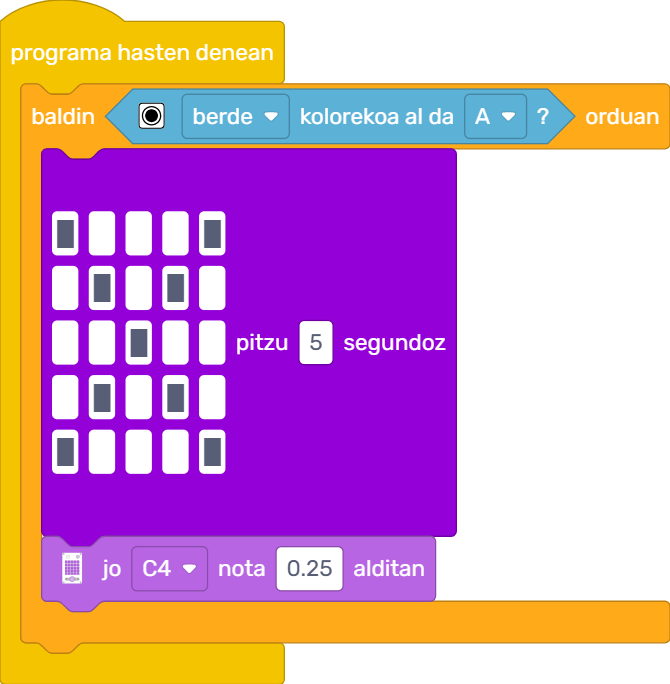 programa hasten denean
baldin berde kolorekoa al da A ? orduan
pitzu 5 segundoz
jo C4 nota 0.25 alditan